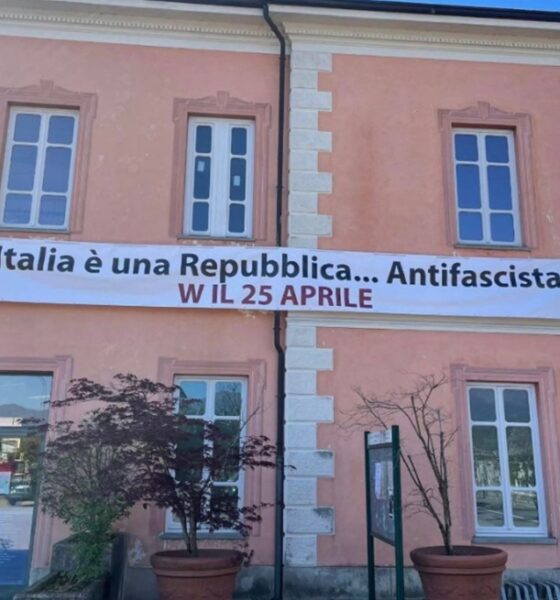 Italia è una Repubblica... Antifascista
W IL 25 APRILE